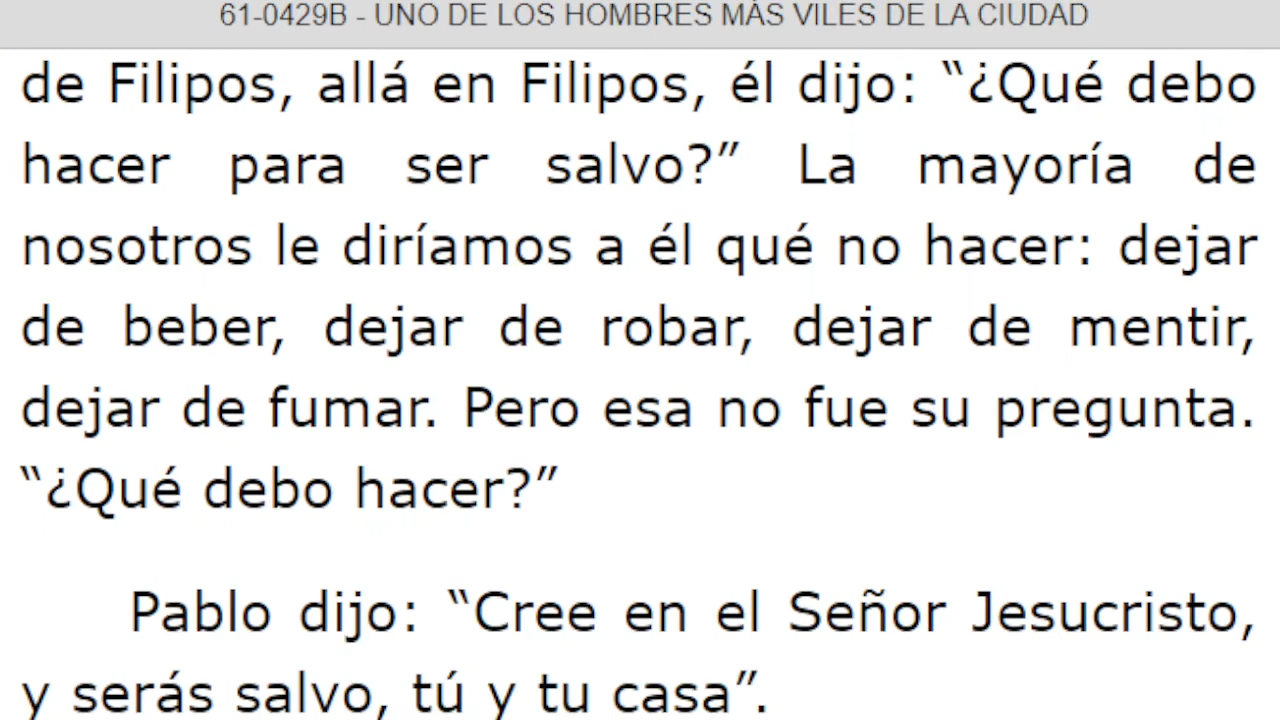 61-0429B - UNO DE LOS HOMBRES MÁS VILES DE LA CIUDAD
de Filipos, allá en Filipos, él dijo: “¿Qué debo
hacer para ser salvo?” La mayoría de
nosotros le diríamos a él qué no hacer: dejar
de beber, dejar de robar, dejar de mentir,
dejar de fumar. Pero esa no fue su pregunta.
“¿Qué debo hacer?”
Pablo dijo: “Cree en el Señor Jesucristo,
y serás salvo, tú y tu casa”.